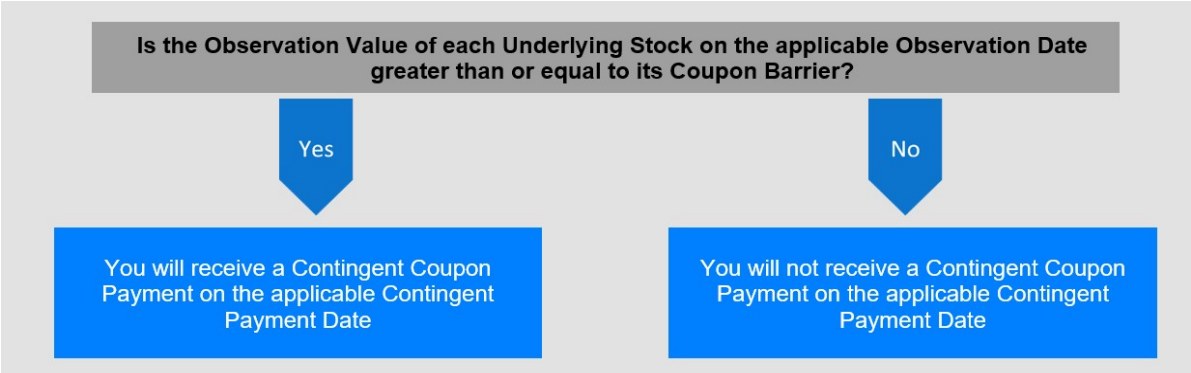 Is the Observation Value of each Underlying Stock on the applicable Observation Date
greater than or equal to its Coupon Barrier?
Yes
No
You will receive a Contingent Coupon
Payment on the applicable Contingent
Payment Date
You will not receive a Contingent Coupon
Payment on the applicable Contingent
Payment Date